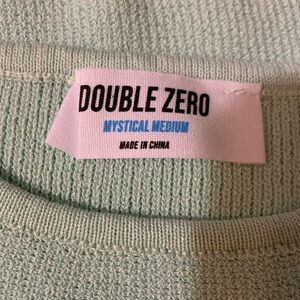 DOUBLE ZERO
MYSTICAL MEDIUM
MADE IN CHINA